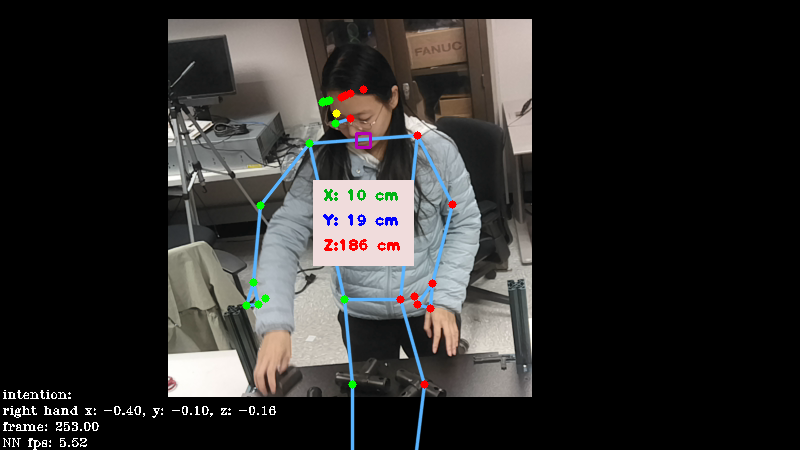 FANUC
X: 10 cm
Y: 19 cm
Z:186 cm
intention:
right hand x: -0.40, y: -0.10, z: -0.16
frame: 253.00
NN fps: 5.52